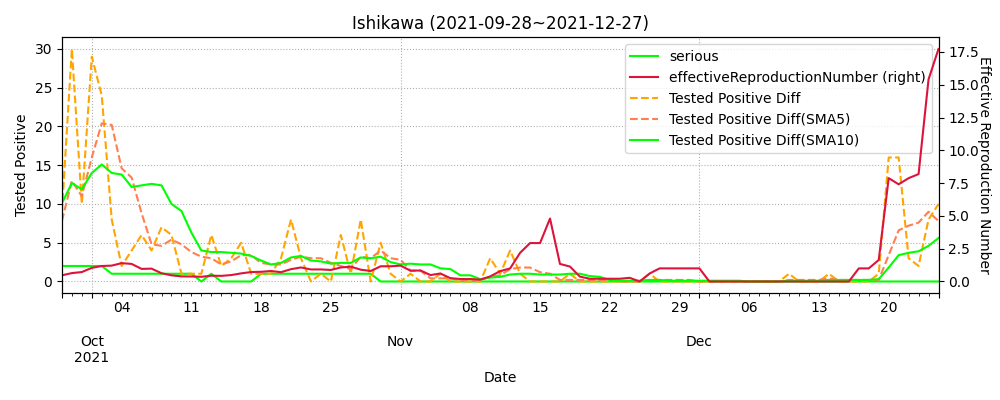 Ishikawa (2021-09-28~2021-12-27)
serious
effectiveReproductionNumber (right)
Tested Positive Diff
Tested Positive Diff(SMA5)
Tested Positive Diff(SMA10)
Tested Positive
30
25
20
15
10
5
0
17.5
15.0
12.5
10.0
7.5
5.0
2.5
0.0
Effective Reproduction Number
04 11 18 25 08 15 22 29 06 13 20
Oct Nov Dec
2021
Date